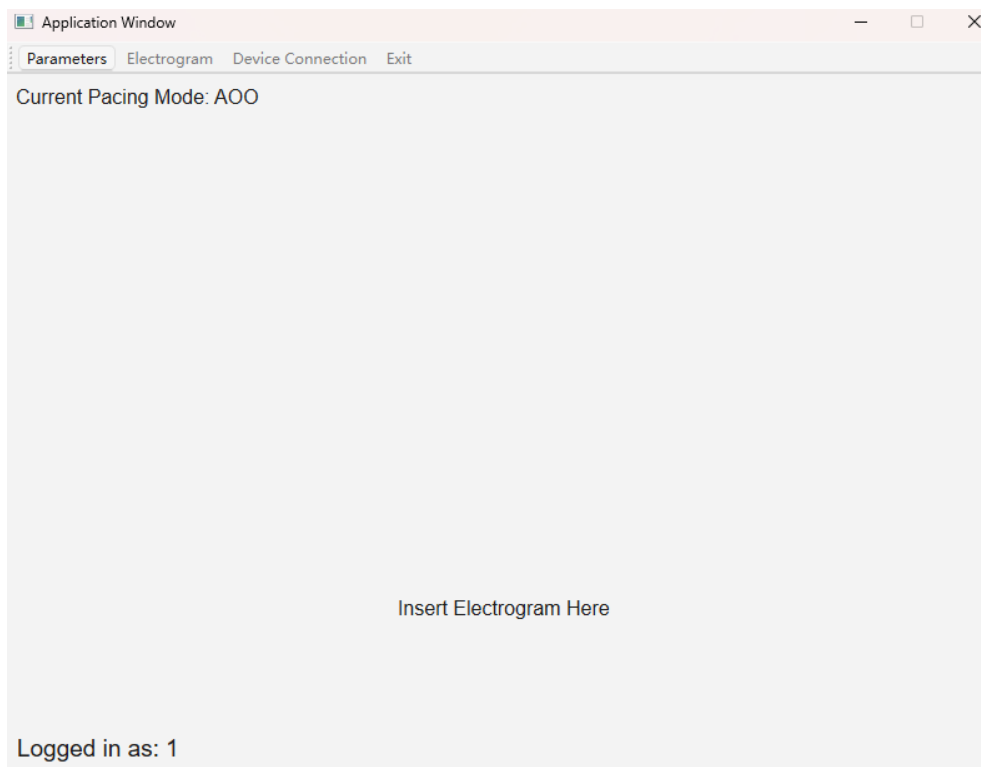 Application Window
Parameters Electrogram Device Connection Exit
Current Pacing Mode: AOO
Insert Electrogram Here
Logged in as: 1